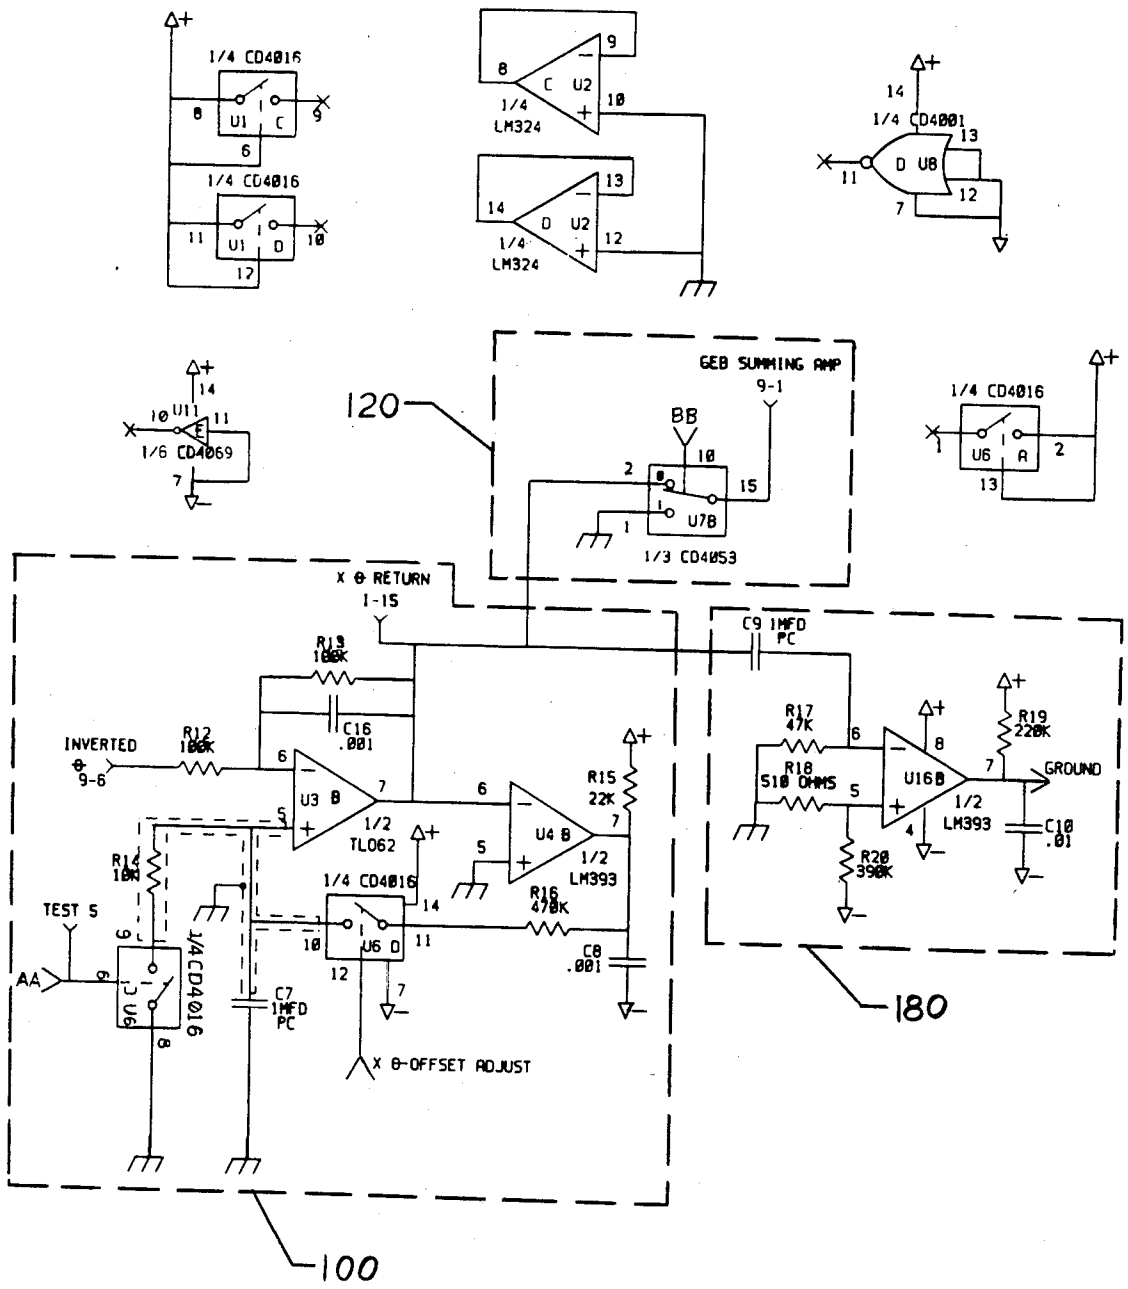 +
1/4 CD4016
8
U1 C
9
6
1/4 CD4016
11
U1 D
10
12
9
8
C U2
10
1/4
LM324
13
14
D U2
12
1/4
LM324
+
14
1/4 CD4001
13
11
D U8
12
7
+
14
10 U11 11
E
1/6 CD4069
7
120
GEB SUMMING AMP
9-1
BB
10
2
0
15
1
1
U7B
1/3 CD4053
+
1/4 CD4016
1
U6 A
2
13
X θ RETURN
I-15
R13
100K
C16
.001
INVERTED
θ
9-6
R12
100K
6
7
U3 B
5
1/2
TL062
6
U4 B
5
7
1/2
LM393
+
R15
22K
R14
10K
TEST 5
9
AA
6
C U6
8
1/4 CD4016
1/4 CD4016
+
14
10
U6 D
11
12
7
R16
470K
C8
.001
C7
1MFD
PC
X θ OFFSET ADJUST
100
C9 1MFD
PC
R17
47K
6
R18
510 OHMS
5
+
8
U16 B
4
7
1/2
LM393
+
R19
220K
GROUND
C10
.01
R20
390K
180